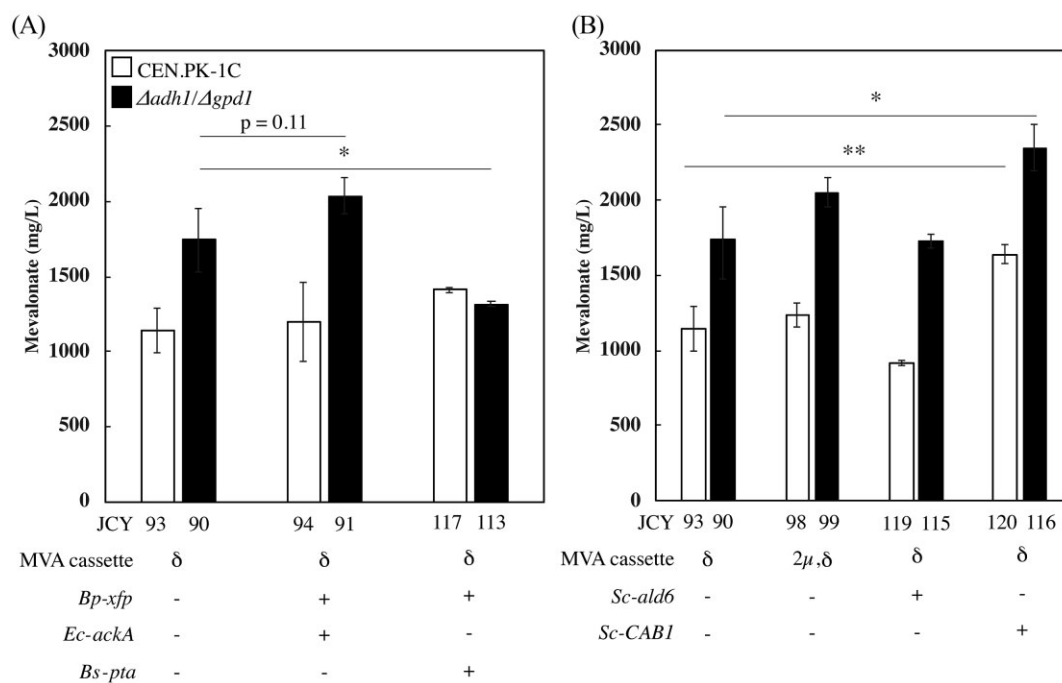 (A)
3000
2500
2000
1500
1000
500
0
Mevalonate (mg/L)
CEN.PK-1C
Δadh1/Δgpd1
p = 0.11
*
JCY 93 90 94 91 117 113
MVA cassette δ δ δ
Bp-xfp - + +
Ec-ackA - + -
Bs-pta - - +
(B)
3000
2500
2000
1500
1000
500
0
Mevalonate (mg/L)
*
**
JCY 93 90 98 99 119 115 120 116
MVA cassette δ 2μ,δ δ δ
Sc-ald6 - - + -
Sc-CAB1 - - - +